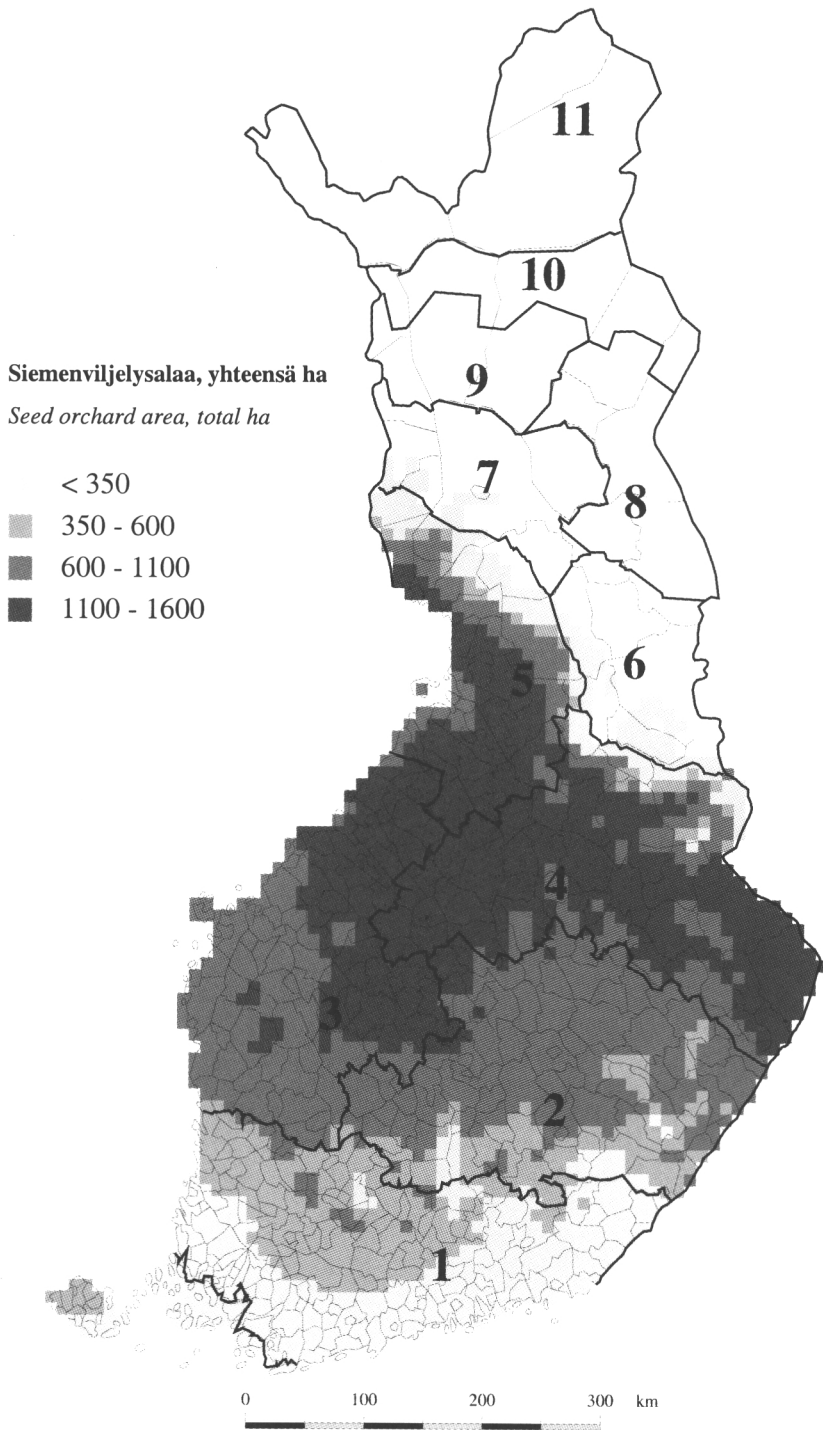 11
10
Siemenviljelysalaa, yhteensä ha
9
Seed orchard area, total ha
7
< 350
8
350 - 600
600 - 1100
1100 - 1600
6
5
4
3
2
1
0 100 200 300 km